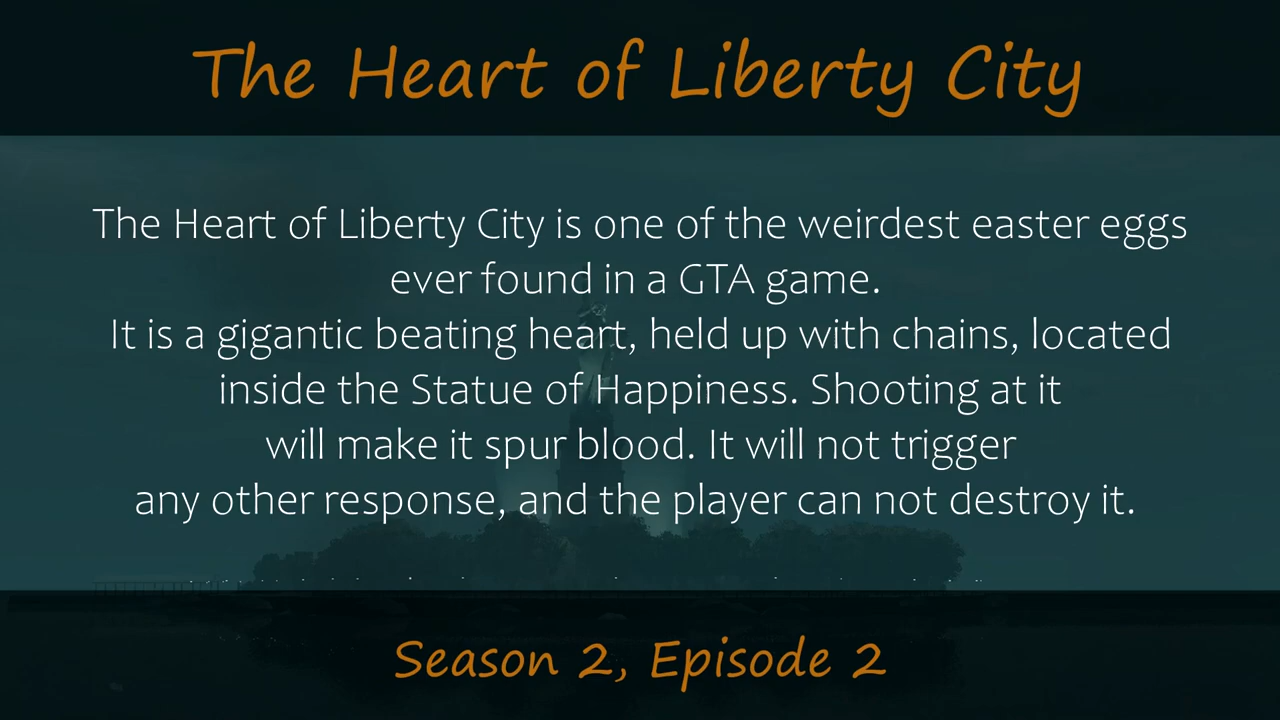 The Heart of Liberty City
The Heart of Liberty City is one of the weirdest easter eggs
ever found in a GTA game.
It is a gigantic beating heart, held up with chains, located
inside the Statue of Happiness. Shooting at it
will make it spur blood. It will not trigger
any other response, and the player can not destroy it.
Season 2, Episode 2